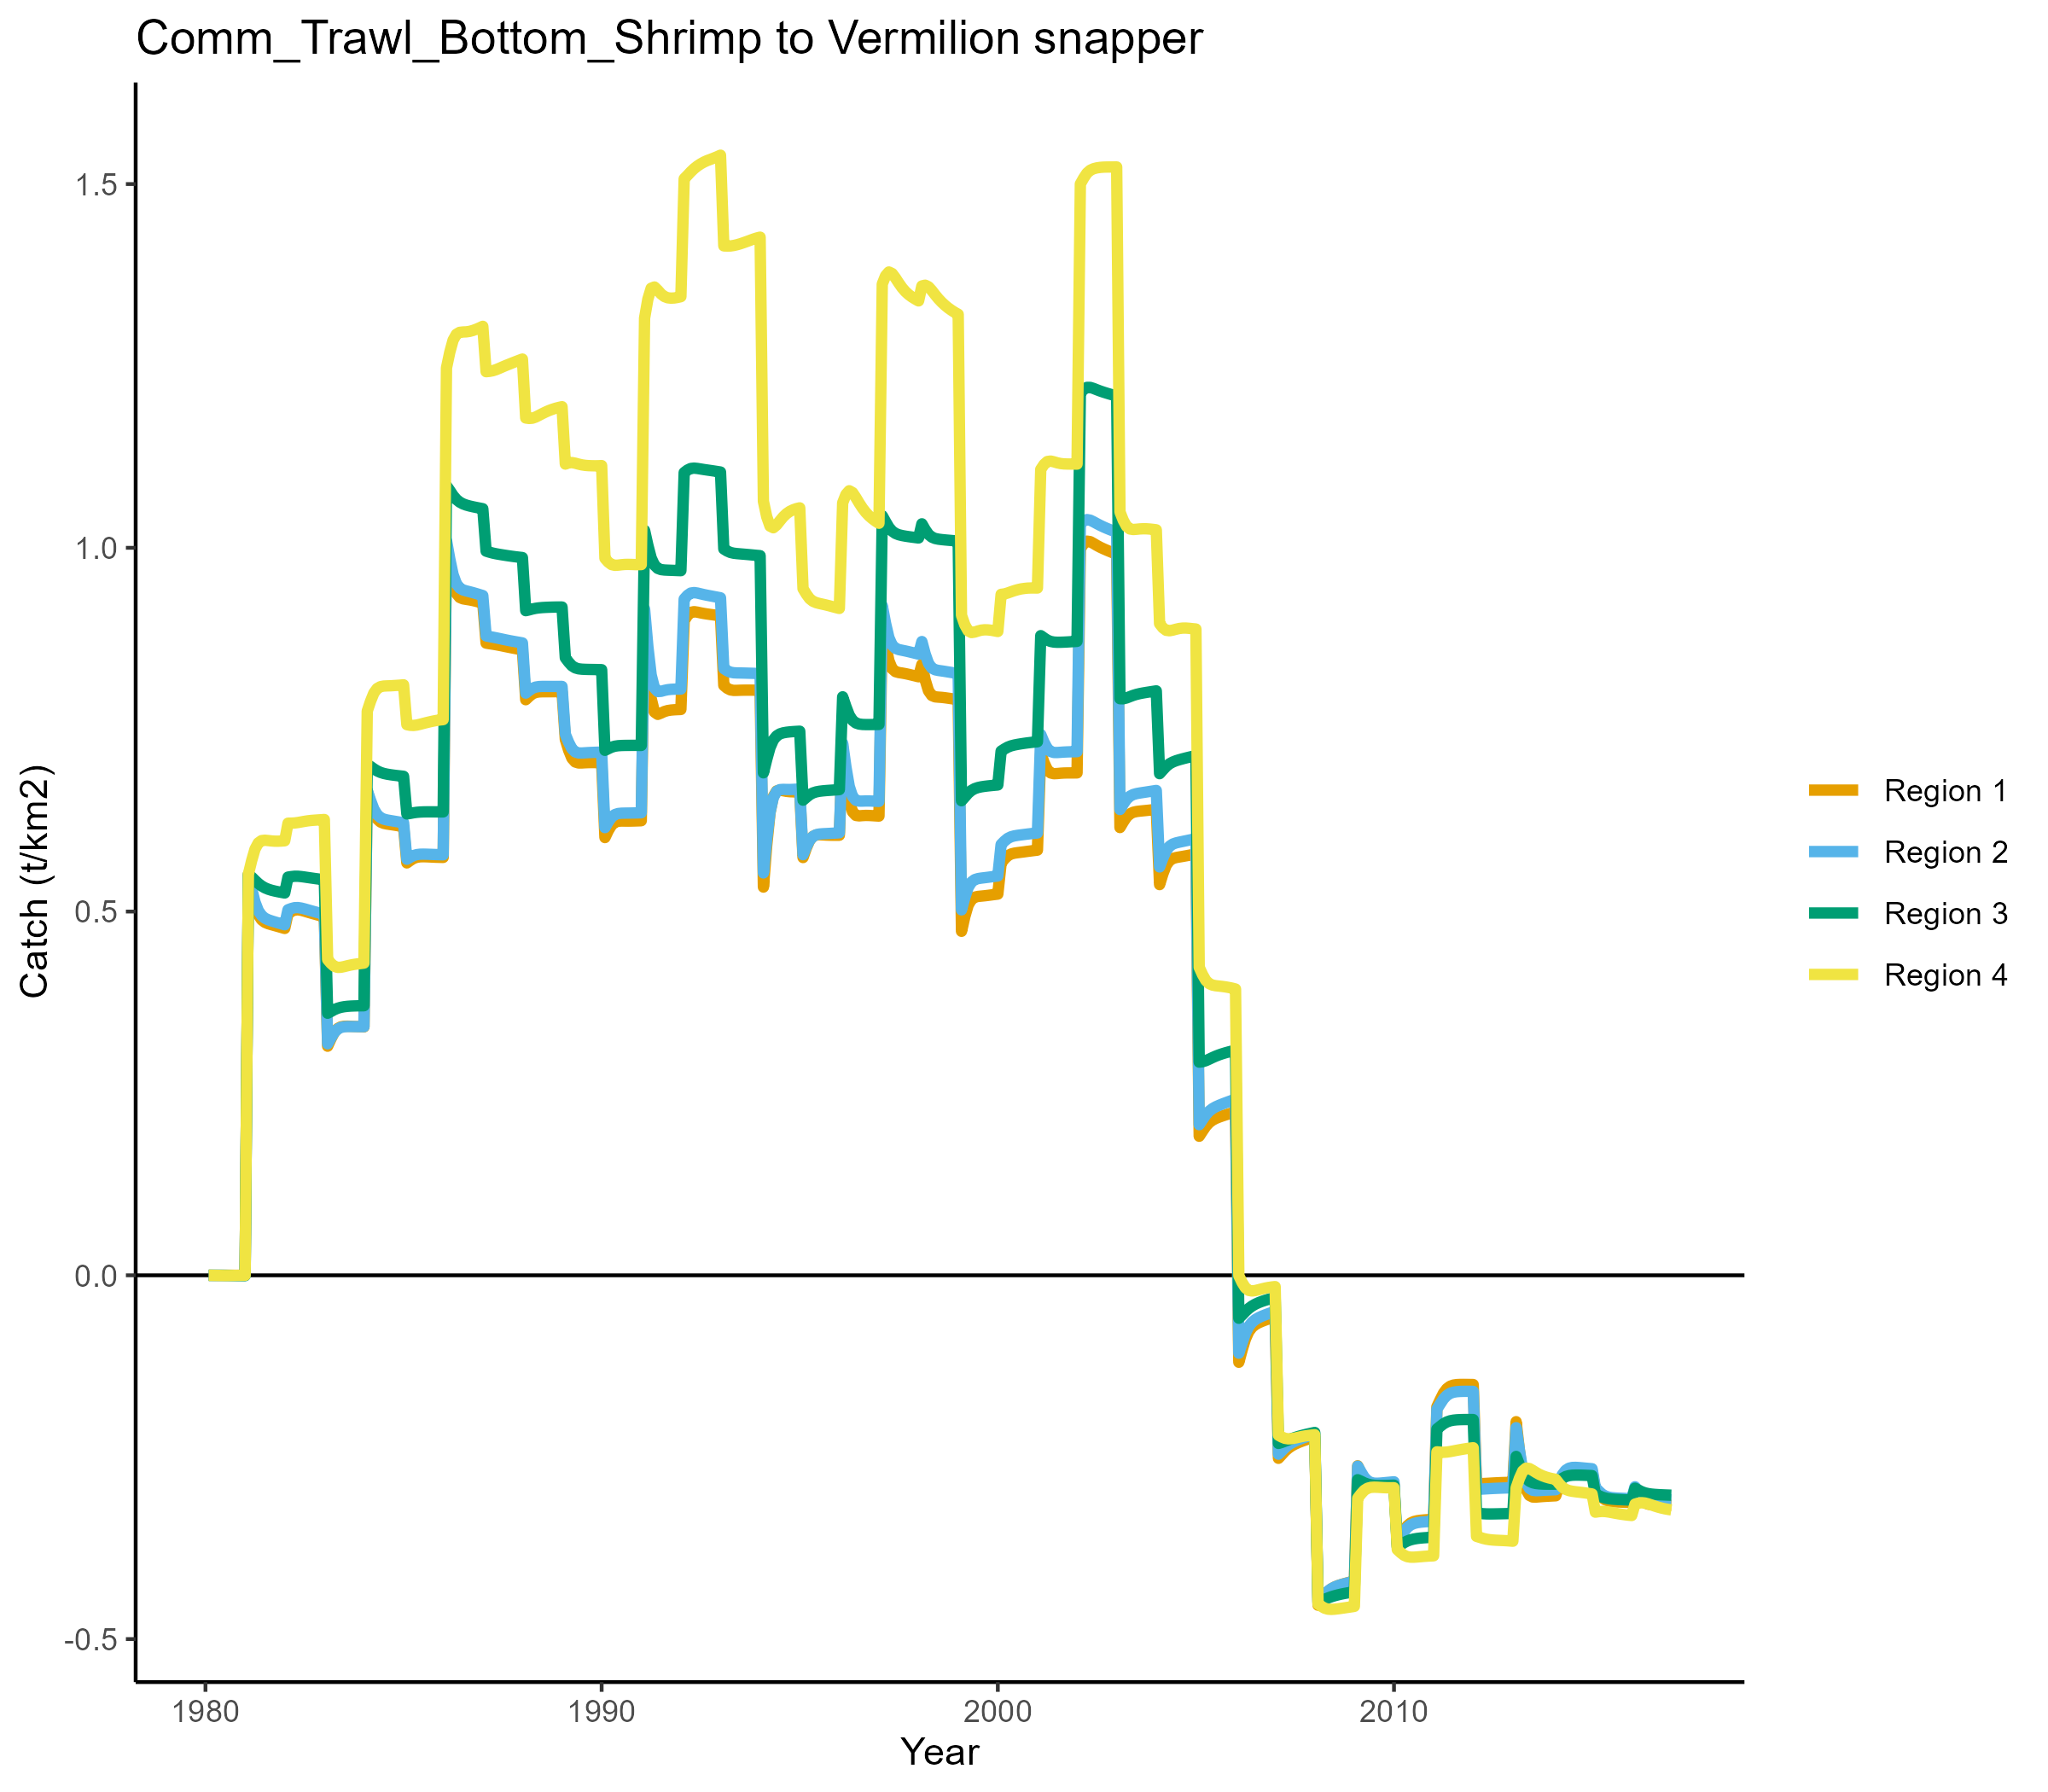 Comm_Trawl_Bottom_Shrimp to Vermilion snapper
Catch (t/km2)
1.5
1.0
0.5
0.0
-0.5
1980
1990
2000
2010
Year
Region 1
Region 2
Region 3
Region 4